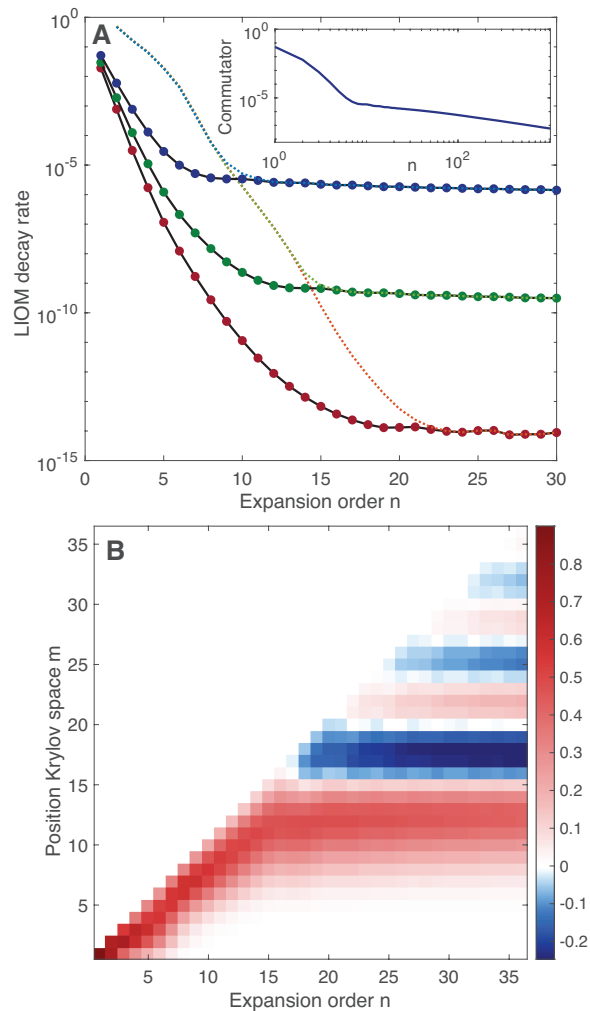 A
10^0
10^-5
10^-10
10^-15
LIOM decay rate
0 5 10 15 20 25 30
Expansion order n
10^0
10^-5
Commutator
10^0 n 10^2
B
35
30
25
20
15
10
5
Position Krylov space m
5 10 15 20 25 30 35
Expansion order n
0.8
0.7
0.6
0.5
0.4
0.3
0.2
0.1
0
-0.1
-0.2